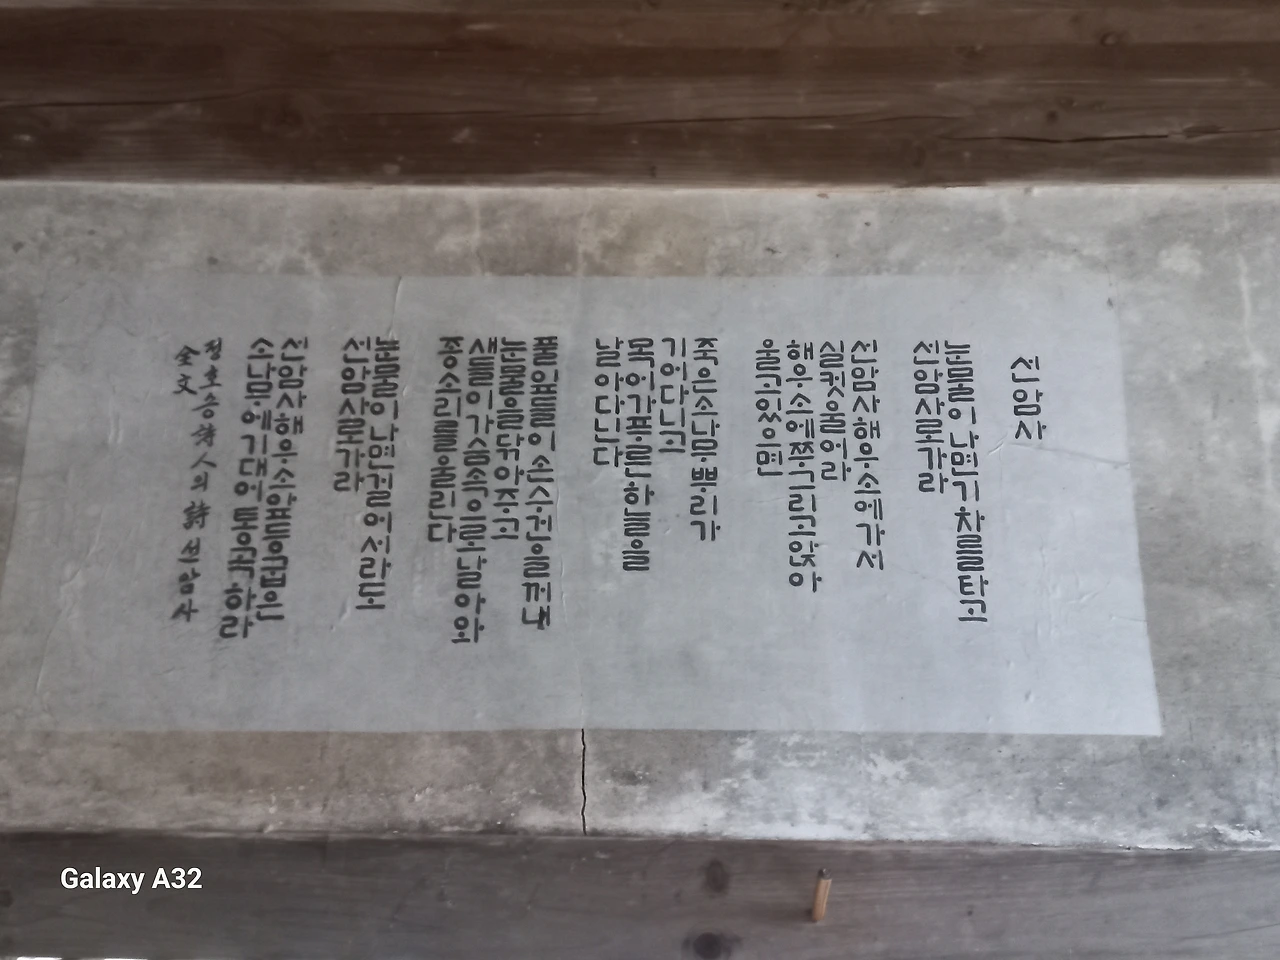 선암사
눈물이 나면 기차를 타고
선암사로 가라
선암사 해우소에 가서
실컷 울어라
해우소에 쭈그리고 앉아
울고 있으면
죽은 소나무 뿌리가
기어다니고
목어가 푸른 하늘을
날아다닌다
풀잎들이 손수건을 꺼내
눈물을 닦아주고
새들이 가슴속으로 날아와
종소리를 울린다
눈물이 나면 걸어서라도
선암사로 가라
선암사 해우소 앞 등 굽은
소나무에 기대어 통곡하라
정호승 詩人의 詩 선암사
全文
Galaxy A32